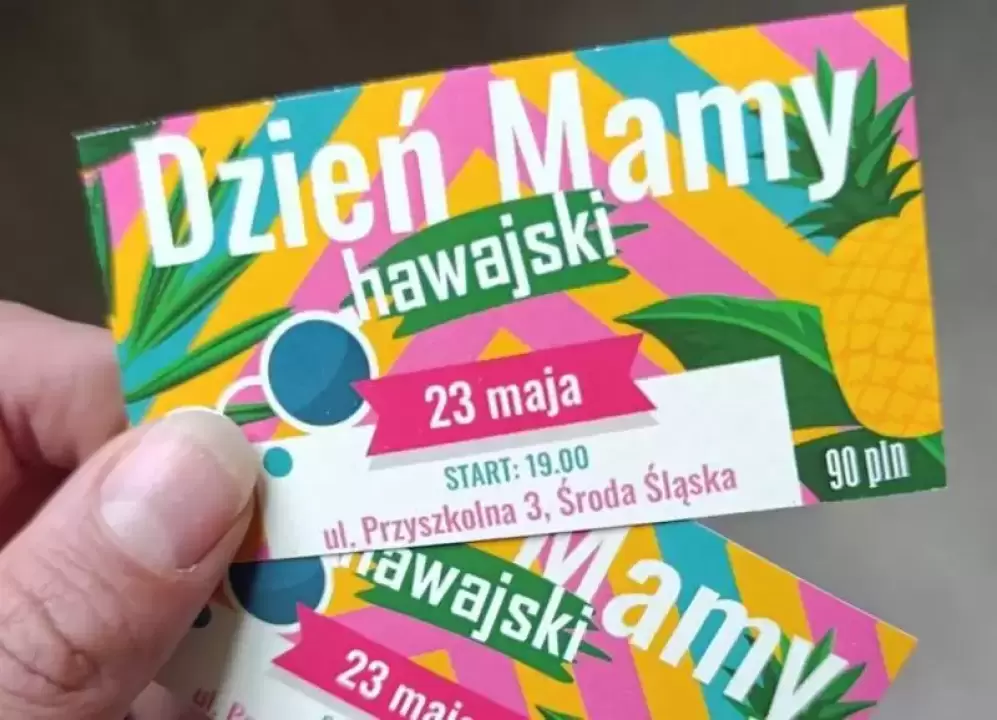 Dzień Mamy
hawajski
23 maja
START: 19.00
ul. Przyszkolna 3, Środa Śląska
90 pln
Mamy
hawajski
23 maja
ul.